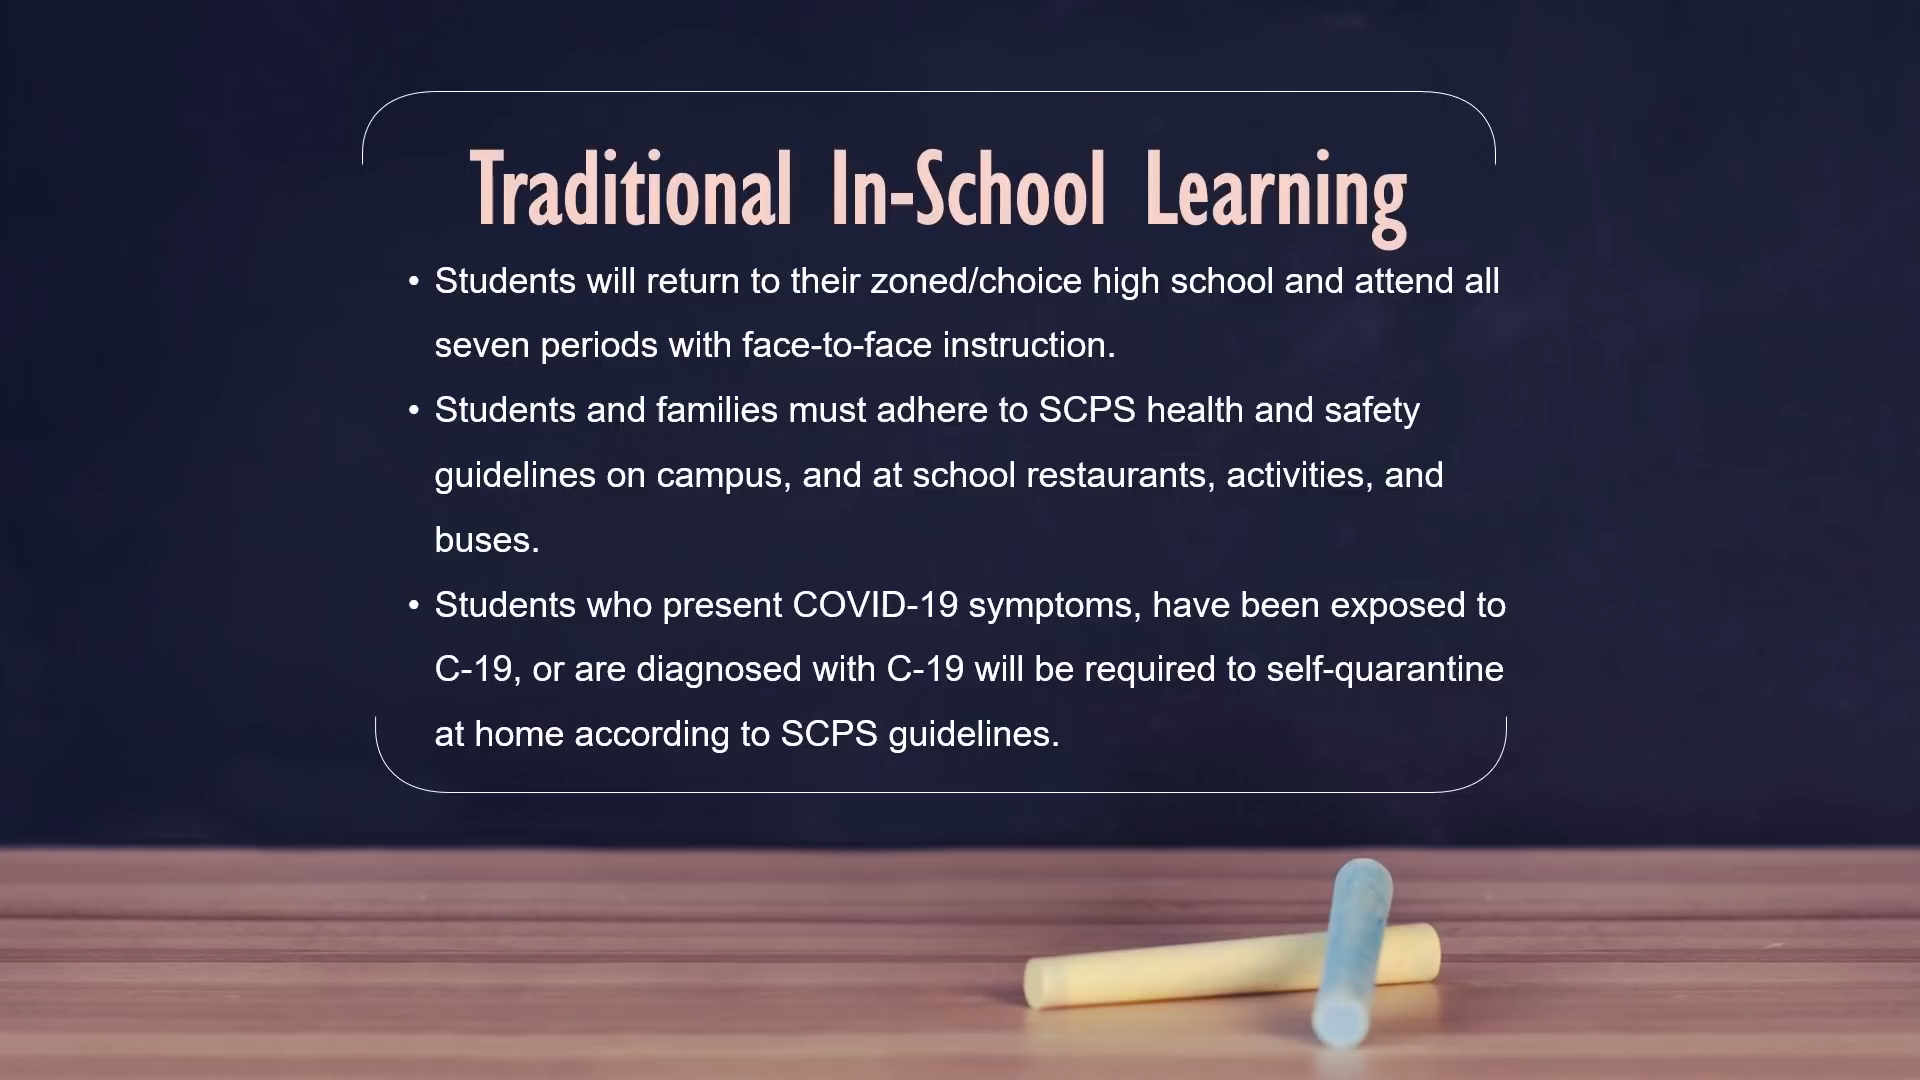 Traditional In-School Learning
• Students will return to their zoned/choice high school and attend all
seven periods with face-to-face instruction.
• Students and families must adhere to SCPS health and safety
guidelines on campus, and at school restaurants, activities, and
buses.
• Students who present COVID-19 symptoms, have been exposed to
C-19, or are diagnosed with C-19 will be required to self-quarantine
at home according to SCPS guidelines.